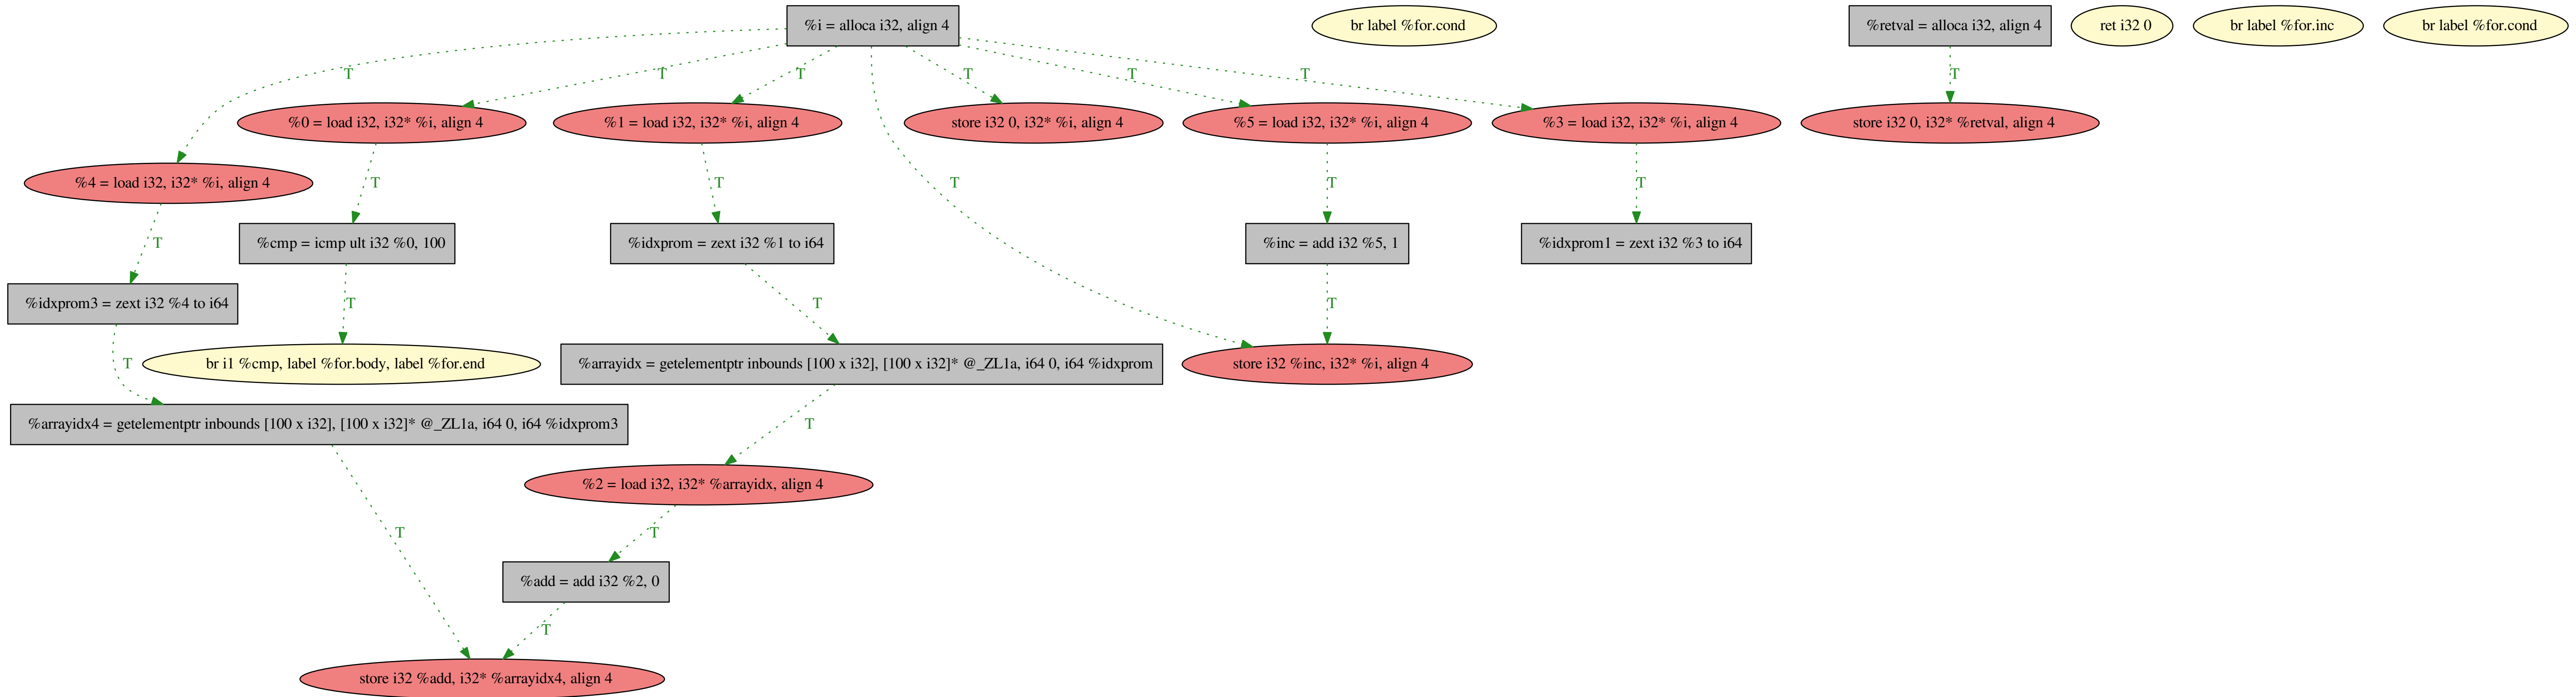 %i = alloca i32, align 4
br label %for.cond
%retval = alloca i32, align 4
ret i32 0
br label %for.inc
br label %for.cond
T
T
T
T
T
T
T
%0 = load i32, i32* %i, align 4
%1 = load i32, i32* %i, align 4
store i32 0, i32* %i, align 4
%5 = load i32, i32* %i, align 4
%3 = load i32, i32* %i, align 4
store i32 0, i32* %retval, align 4
%4 = load i32, i32* %i, align 4
T
T
T
T
T
T
%cmp = icmp ult i32 %0, 100
%idxprom = zext i32 %1 to i64
%inc = add i32 %5, 1
%idxprom1 = zext i32 %3 to i64
%idxprom3 = zext i32 %4 to i64
T
T
T
T
br i1 %cmp, label %for.body, label %for.end
%arrayidx = getelementptr inbounds [100 x i32], [100 x i32]* @_ZL1a, i64 0, i64 %idxprom
store i32 %inc, i32* %i, align 4
%arrayidx4 = getelementptr inbounds [100 x i32], [100 x i32]* @_ZL1a, i64 0, i64 %idxprom3
T
%2 = load i32, i32* %arrayidx, align 4
T
T
%add = add i32 %2, 0
T
store i32 %add, i32* %arrayidx4, align 4